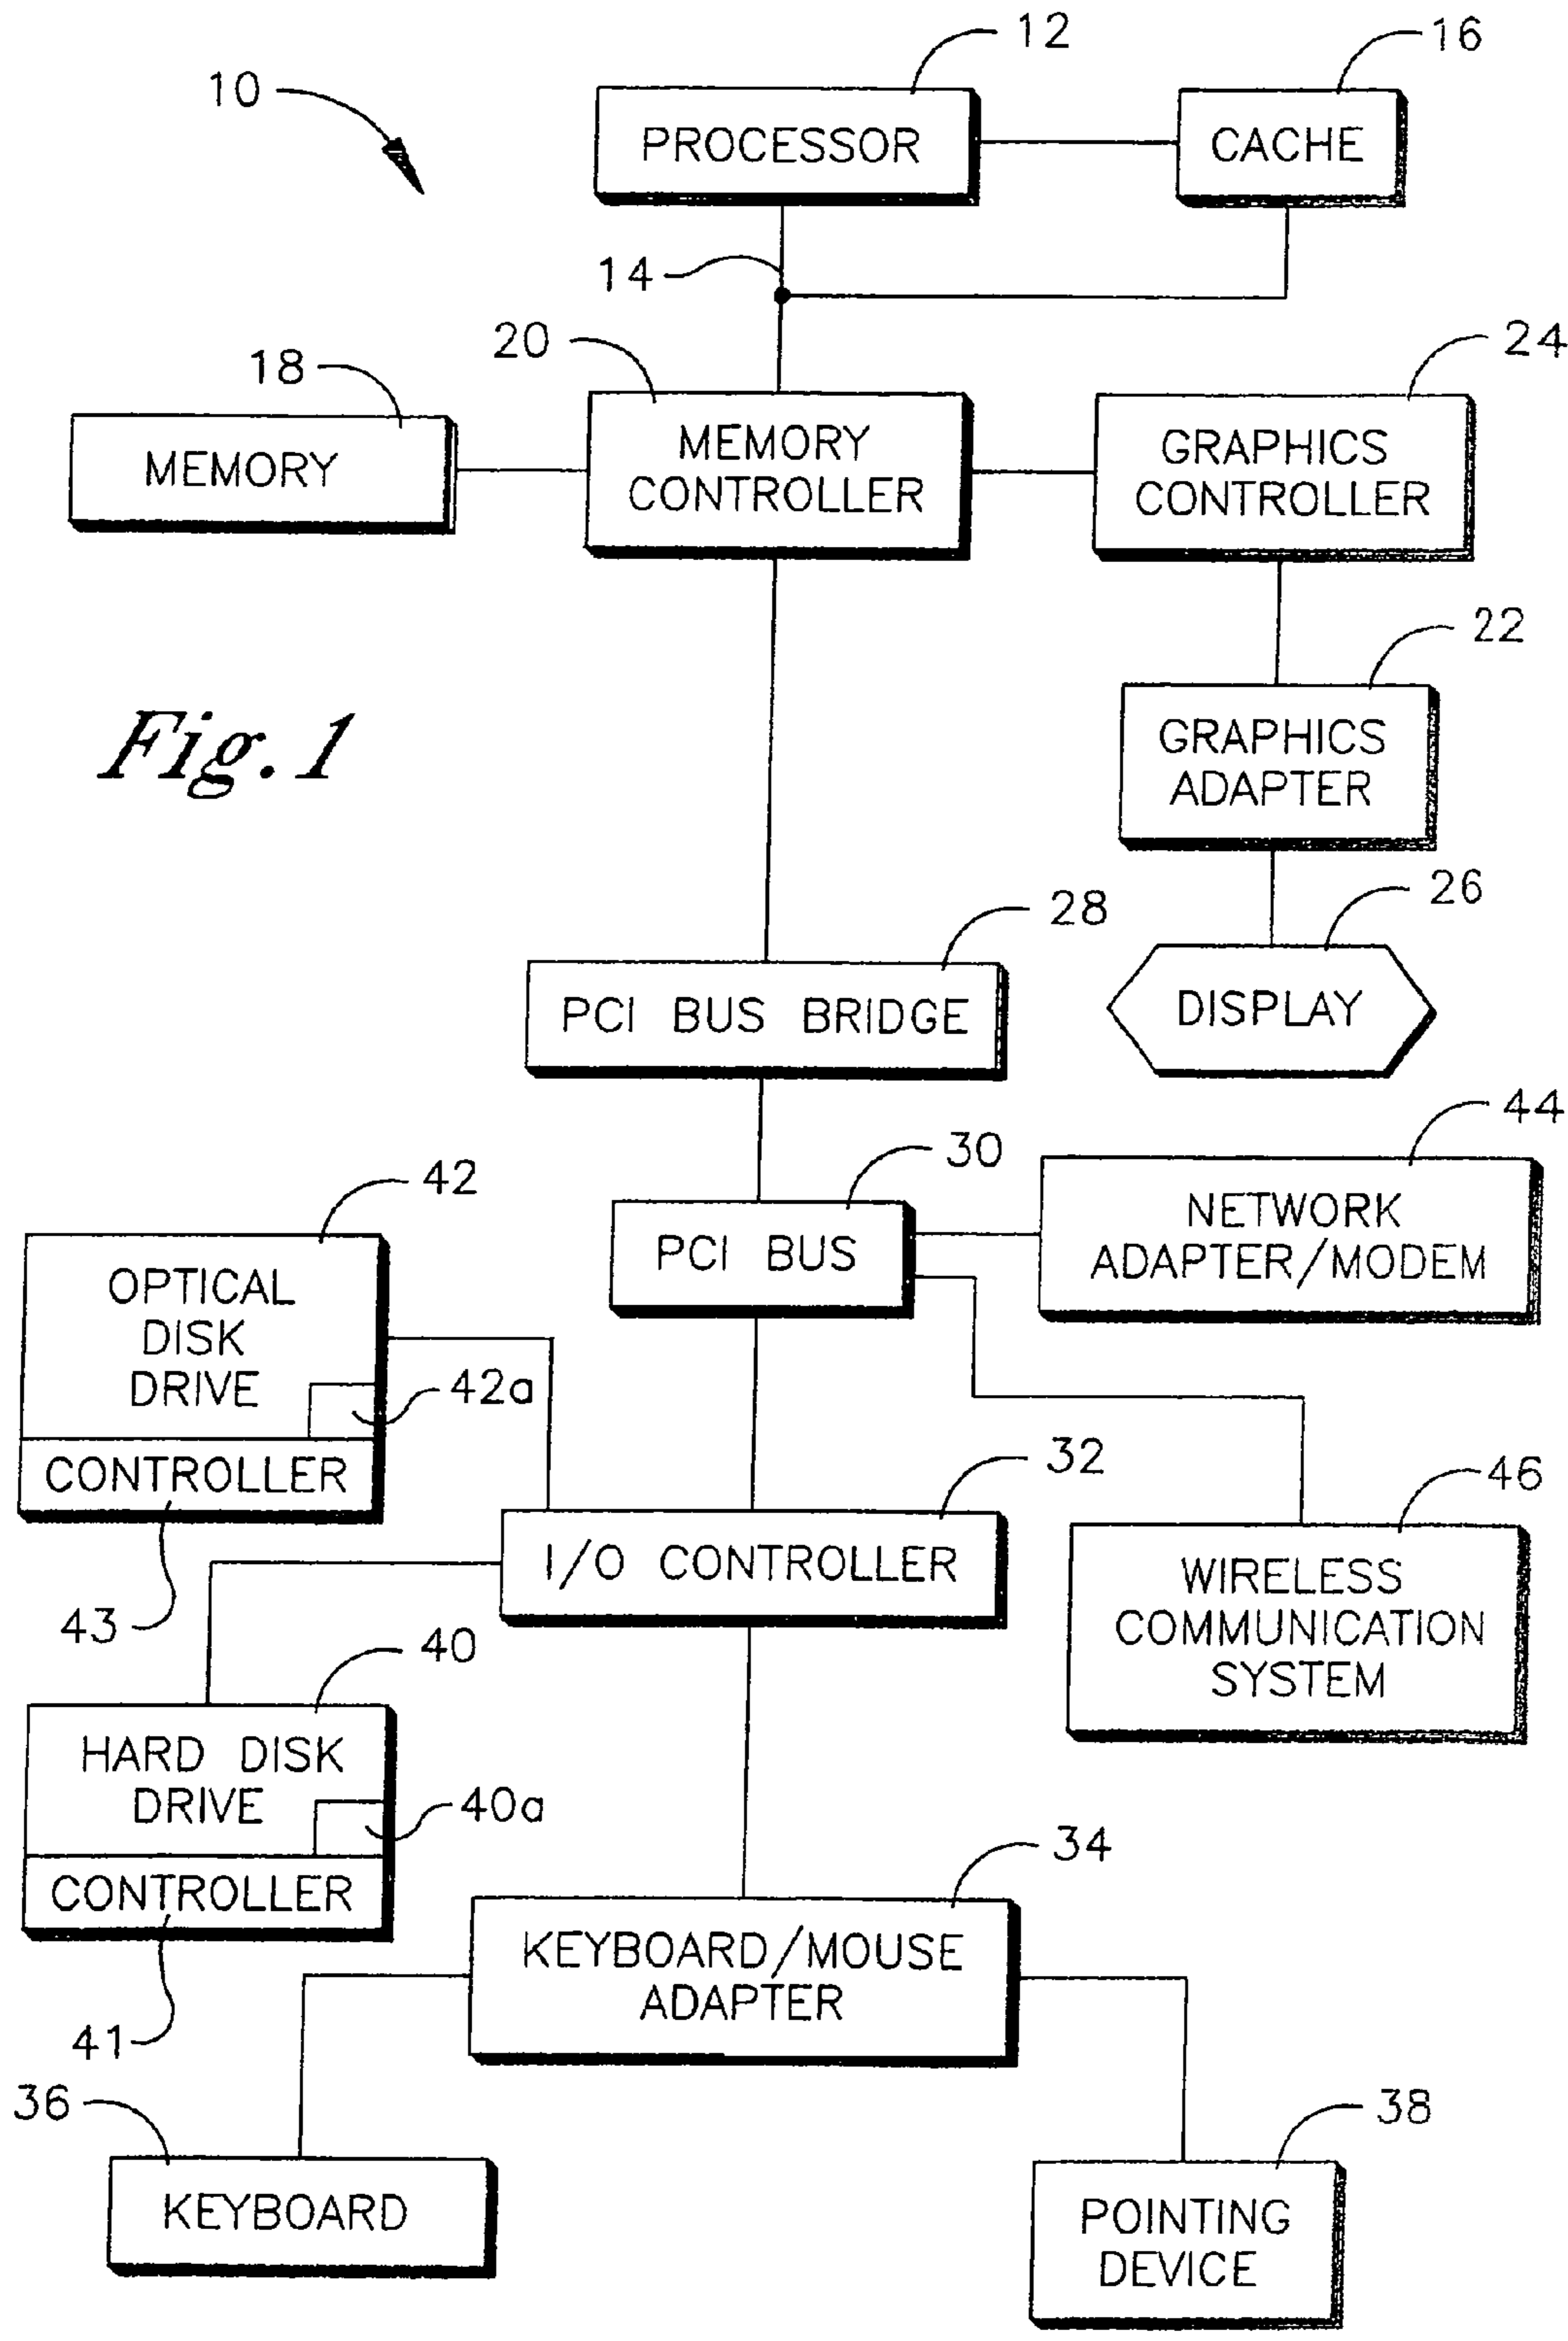 12
16
10
PROCESSOR
CACHE
14
20
24
18
MEMORY
MEMORY
CONTROLLER
GRAPHICS
CONTROLLER
22
Fig. 1
GRAPHICS
ADAPTER
28
26
PCI BUS BRIDGE
DISPLAY
44
30
42
NETWORK
ADAPTER/MODEM
PCI BUS
OPTICAL
DISK
DRIVE
42a
CONTROLLER
32
46
I/O CONTROLLER
WIRELESS
COMMUNICATION
SYSTEM
43
40
HARD DISK
DRIVE
40a
CONTROLLER
34
KEYBOARD/MOUSE
ADAPTER
41
36
38
KEYBOARD
POINTING
DEVICE